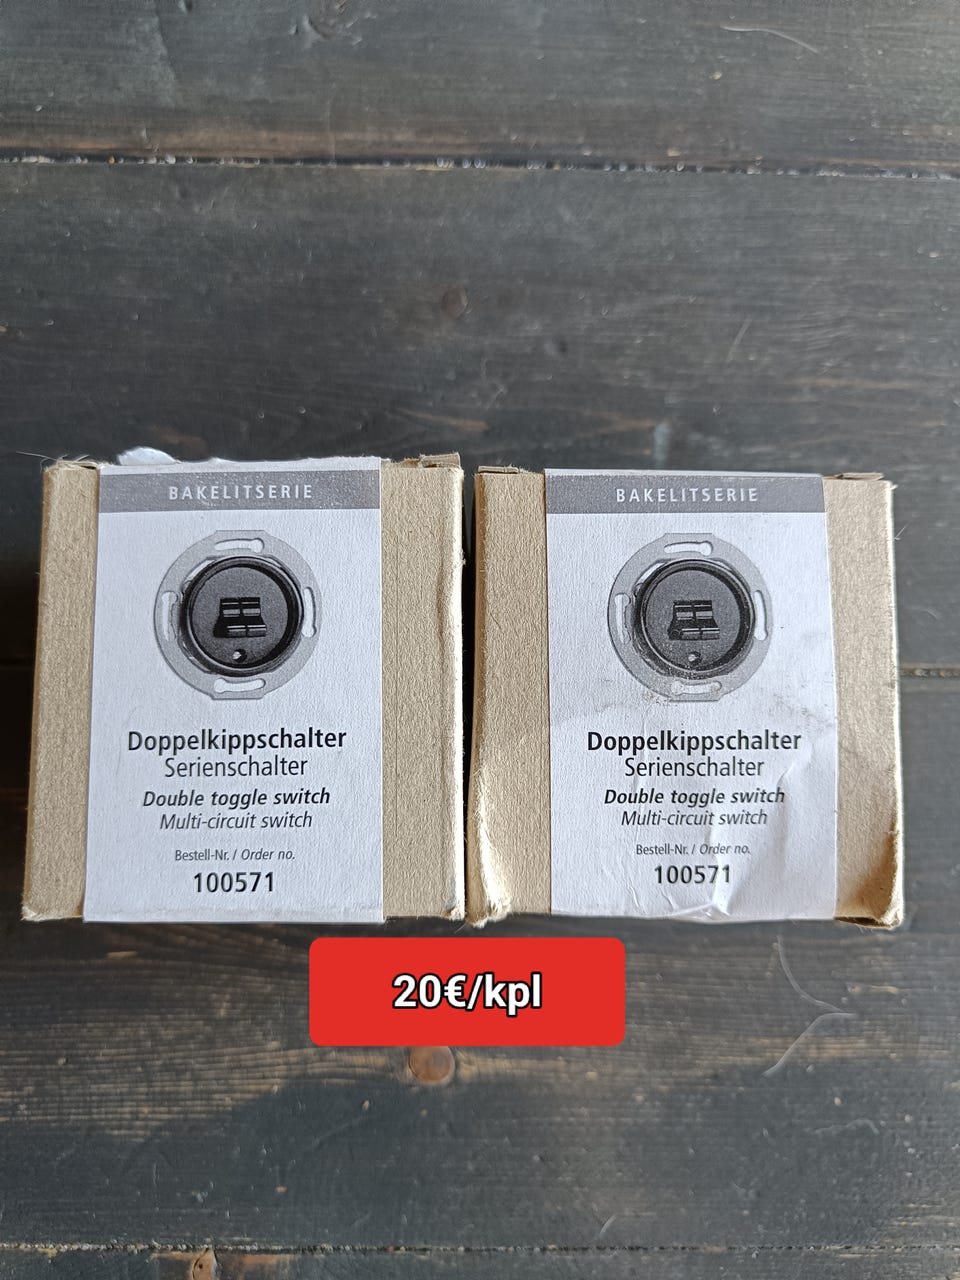 BAKELITSERIE
Doppelkippschalter
Serienschalter
Double toggle switch
Multi-circuit switch
Bestell-Nr. / Order no.
100571
BAKELITSERIE
Doppelkippschalter
Serienschalter
Double toggle switch
Multi-circuit switch
Bestell-Nr. / Order no.
100571
20€/kpl